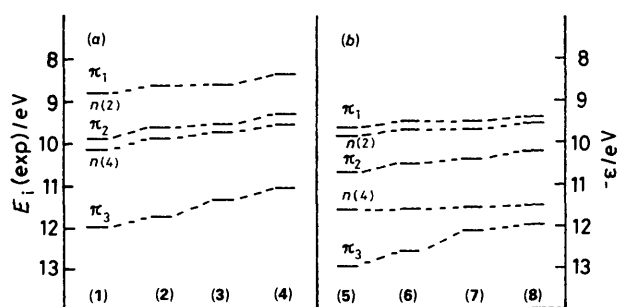 (a)
(b)
8
9
10
11
12
13
E_i (exp)/eV
π₁
n(2)
π₂
n(4)
π₃
(1) (2) (3) (4)
π₁
n(2)
π₂
n(4)
π₃
(5) (6) (7) (8)
8
9
10
11
12
13
-ε/eV